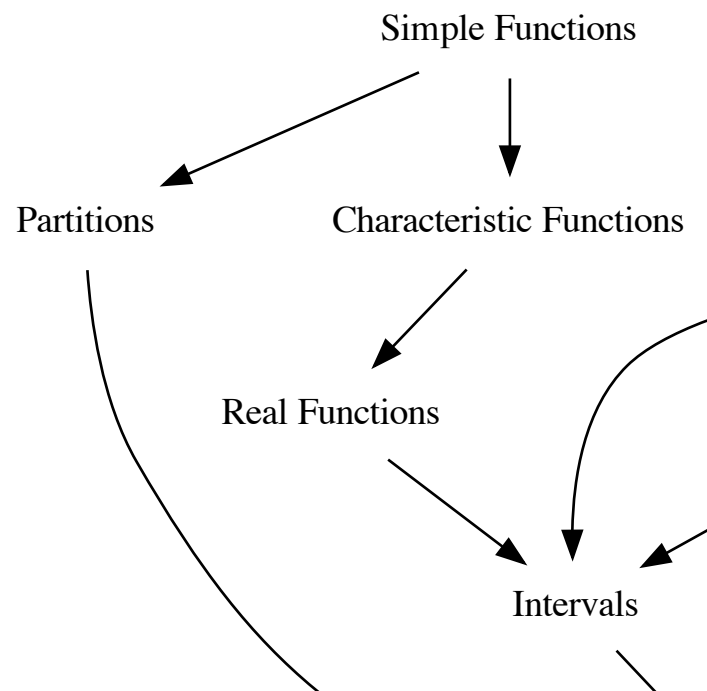 Simple Functions
Partitions
Characteristic Functions
Real Functions
Intervals